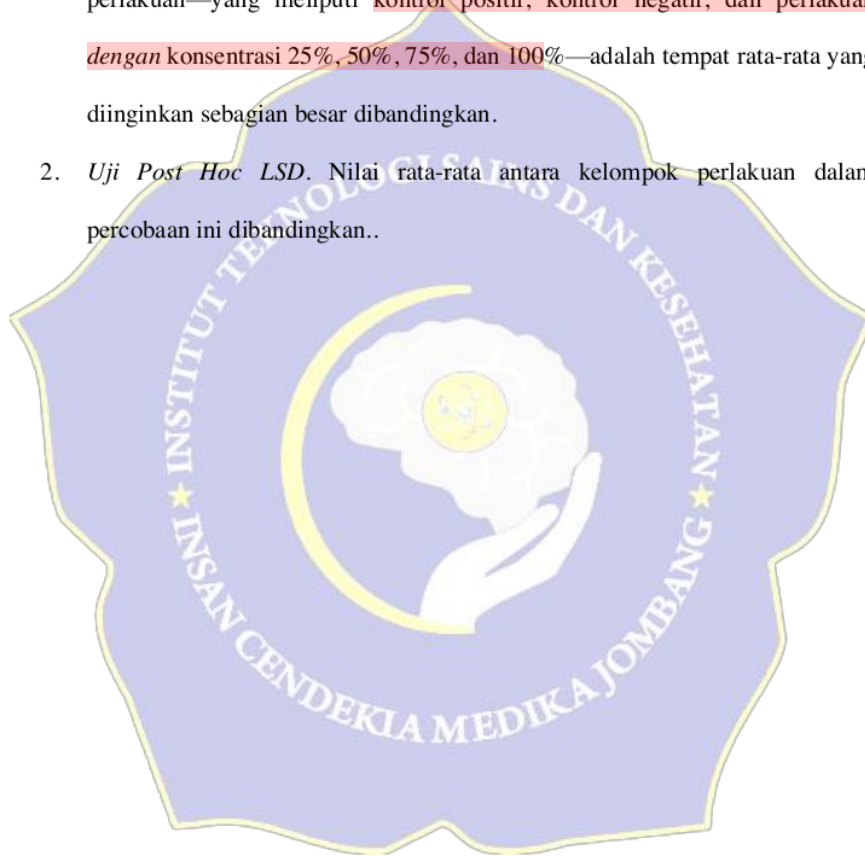 perlakuan—yang meliputi kontrol positif, kontrol negatif, dan perlakuan
dengan konsentrasi 25%, 50%, 75%, dan 100%—adalah tempat rata-rata yang
diinginkan sebagian besar dibandingkan.
2. Uji Post Hoc LSD. Nilai rata-rata antara kelompok perlakuan dalam
percobaan ini dibandingkan..
INSTITUT TEKNOLOGI SAINS DAN KESEHATAN
INSAN CENDEKIA MEDIKA JOMBANG